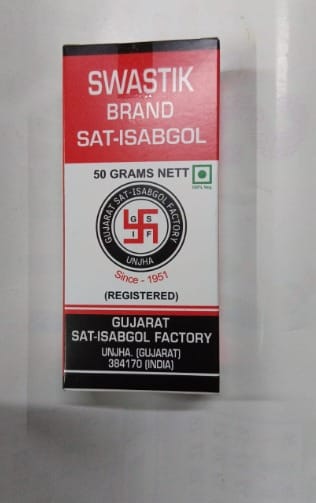 SWASTIK
BRAND
SAT-ISABGOL
50 GRAMS NETT
100% Veg.
GUJARAT SAT-ISABGOL FACTORY
G S
I F
UNJHA
Since - 1951
(REGISTERED)
GUJARAT
SAT-ISABGOL FACTORY
UNJHA. (GUJARAT)
384170 (INDIA)